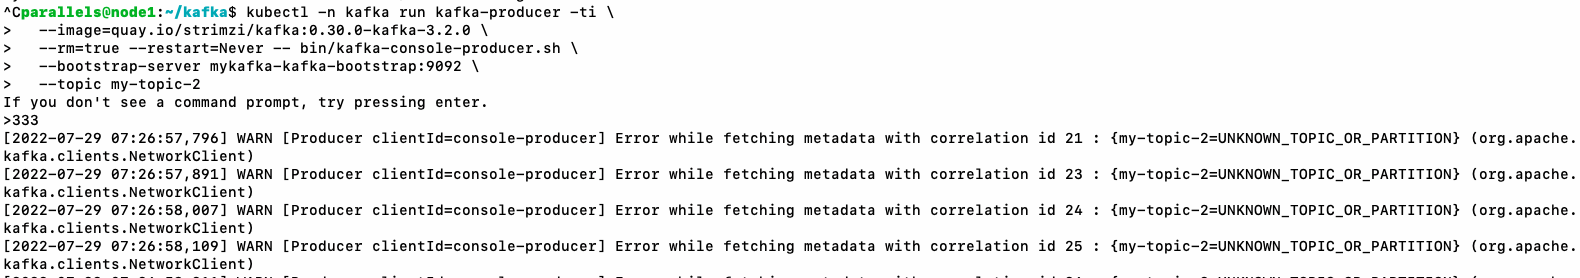 ^Cparallels@node1:~/kafka$ kubectl -n kafka run kafka-producer -ti \
>   --image=quay.io/strimzi/kafka:0.30.0-kafka-3.2.0 \
>   --rm=true --restart=Never -- bin/kafka-console-producer.sh \
>   --bootstrap-server mykafka-kafka-bootstrap:9092 \
>   --topic my-topic-2
If you don't see a command prompt, try pressing enter.
>333
[2022-07-29 07:26:57,796] WARN [Producer clientId=console-producer] Error while fetching metadata with correlation id 21 : {my-topic-2=UNKNOWN_TOPIC_OR_PARTITION} (org.apache.
kafka.clients.NetworkClient)
[2022-07-29 07:26:57,891] WARN [Producer clientId=console-producer] Error while fetching metadata with correlation id 23 : {my-topic-2=UNKNOWN_TOPIC_OR_PARTITION} (org.apache.
kafka.clients.NetworkClient)
[2022-07-29 07:26:58,007] WARN [Producer clientId=console-producer] Error while fetching metadata with correlation id 24 : {my-topic-2=UNKNOWN_TOPIC_OR_PARTITION} (org.apache.
kafka.clients.NetworkClient)
[2022-07-29 07:26:58,109] WARN [Producer clientId=console-producer] Error while fetching metadata with correlation id 25 : {my-topic-2=UNKNOWN_TOPIC_OR_PARTITION} (org.apache.
kafka.clients.NetworkClient)